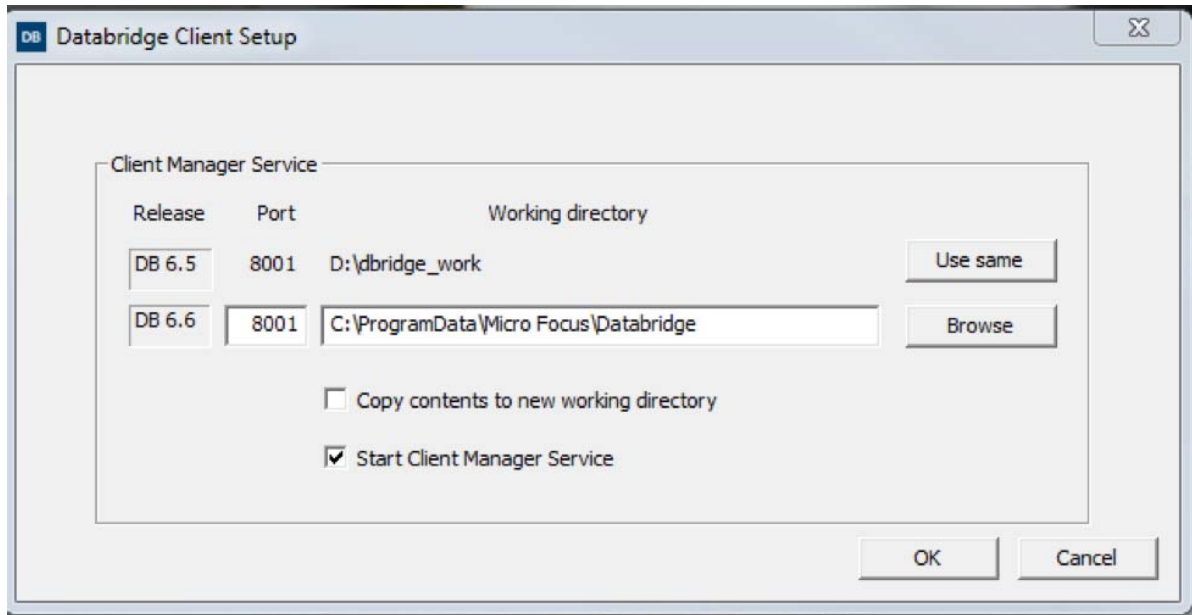 DB Databridge Client Setup
Client Manager Service
Release Port Working directory
DB 6.5 8001 D:\dbridge_work Use same
DB 6.6 8001 C:\ProgramData\Micro Focus\Databridge Browse
Copy contents to new working directory
Start Client Manager Service
OK Cancel